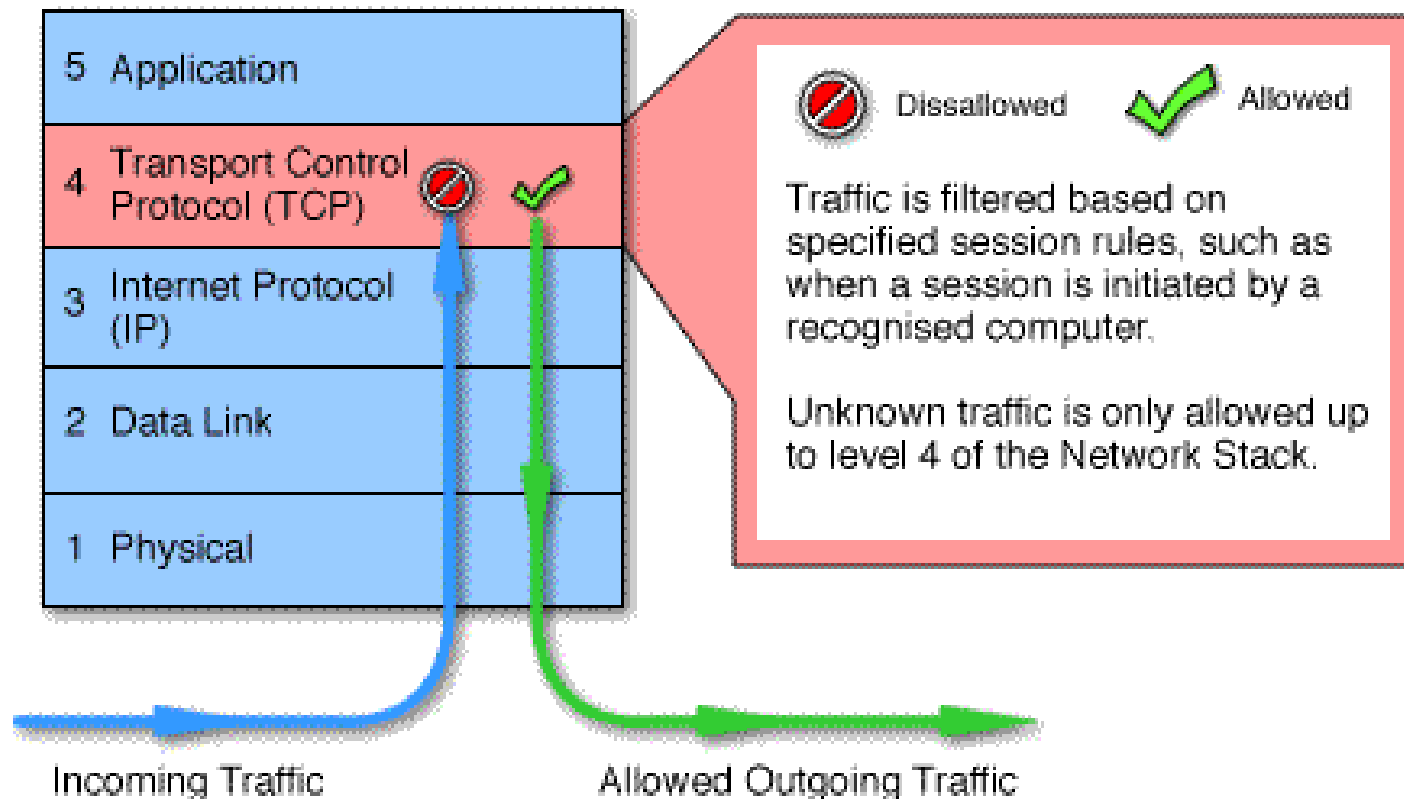 5 Application
4 Transport Control
Protocol (TCP)
3 Internet Protocol
(IP)
2 Data Link
1 Physical
Dissallowed
Allowed
Traffic is filtered based on
specified session rules, such as
when a session is initiated by a
recognised computer.
Unknown traffic is only allowed up
to level 4 of the Network Stack.
Incoming Traffic
Allowed Outgoing Traffic